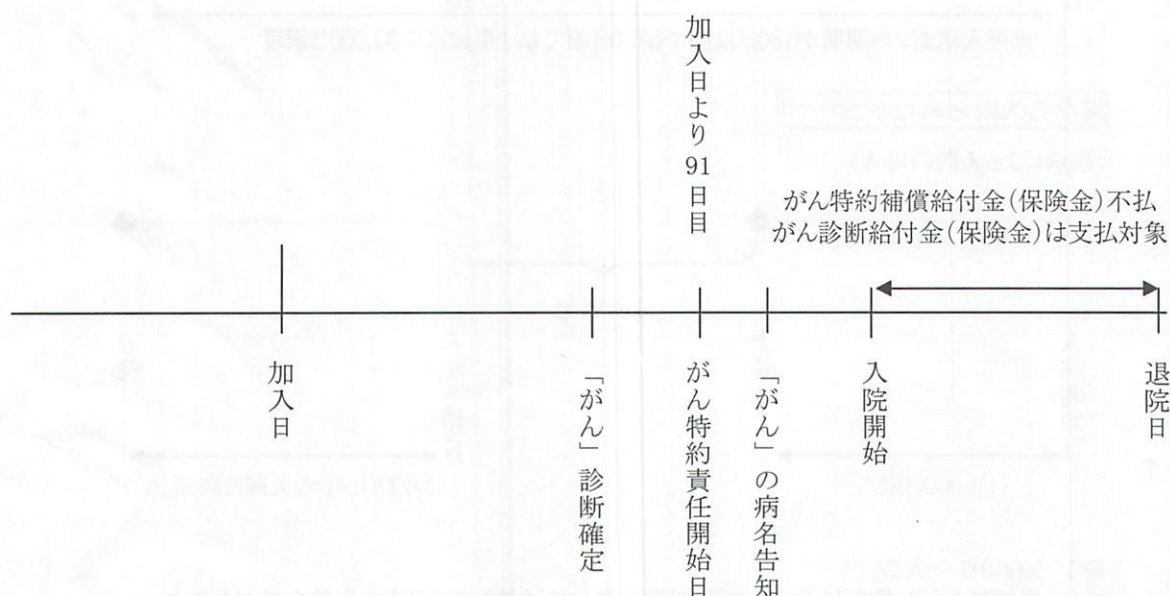 加入日より91日目
がん特約補償給付金(保険金)不払
がん診断給付金(保険金)は支払対象
加入日
「がん」診断確定
がん特約責任開始日
「がん」の病名告知
入院開始
退院日